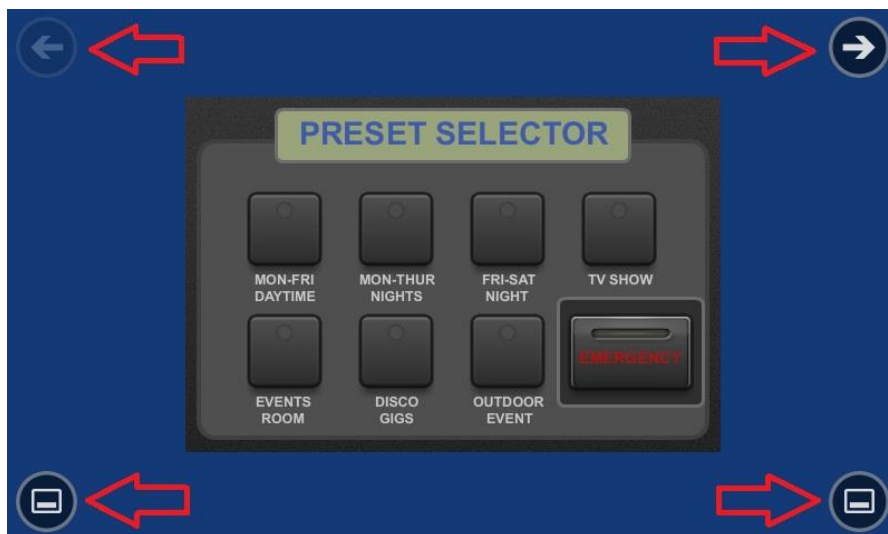 PRESET SELECTOR
MON-FRI
DAYTIME
MON-THUR
NIGHTS
FRI-SAT
NIGHT
TV SHOW
EVENTS
ROOM
DISCO
GIGS
OUTDOOR
EVENT
EMERGENCY